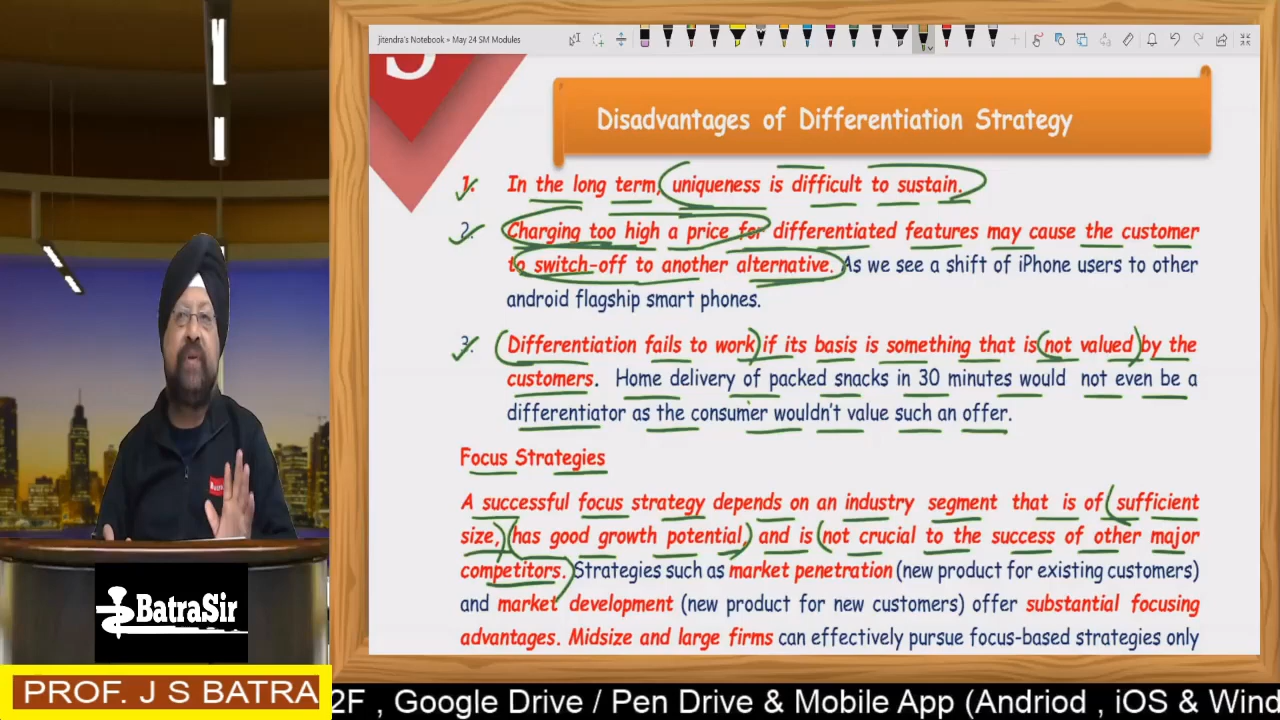 jitendra's Notebook » May 24 SM Modules
Disadvantages of Differentiation Strategy
1. In the long term, uniqueness is difficult to sustain.
2. Charging too high a price for differentiated features may cause the customer
to switch-off to another alternative. As we see a shift of iPhone users to other
android flagship smart phones.
3. Differentiation fails to work if its basis is something that is not valued by the
customers. Home delivery of packed snacks in 30 minutes would not even be a
differentiator as the consumer wouldn't value such an offer.
Focus Strategies
A successful focus strategy depends on an industry segment that is of sufficient
size, has good growth potential, and is not crucial to the success of other major
competitors. Strategies such as market penetration (new product for existing customers)
and market development (new product for new customers) offer substantial focusing
advantages. Midsize and large firms can effectively pursue focus-based strategies only
BatraSir
PROF. J S BATRA
2F , Google Drive / Pen Drive & Mobile App (Andriod , iOS & Wind